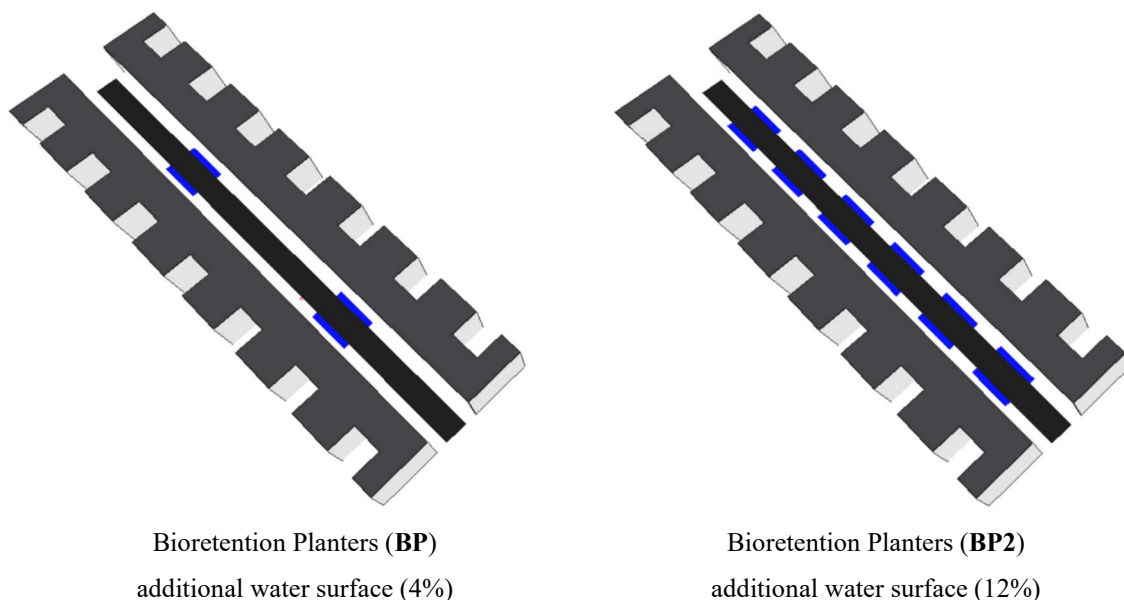 Bioretention Planters (BP)
additional water surface (4%)
Bioretention Planters (BP2)
additional water surface (12%)